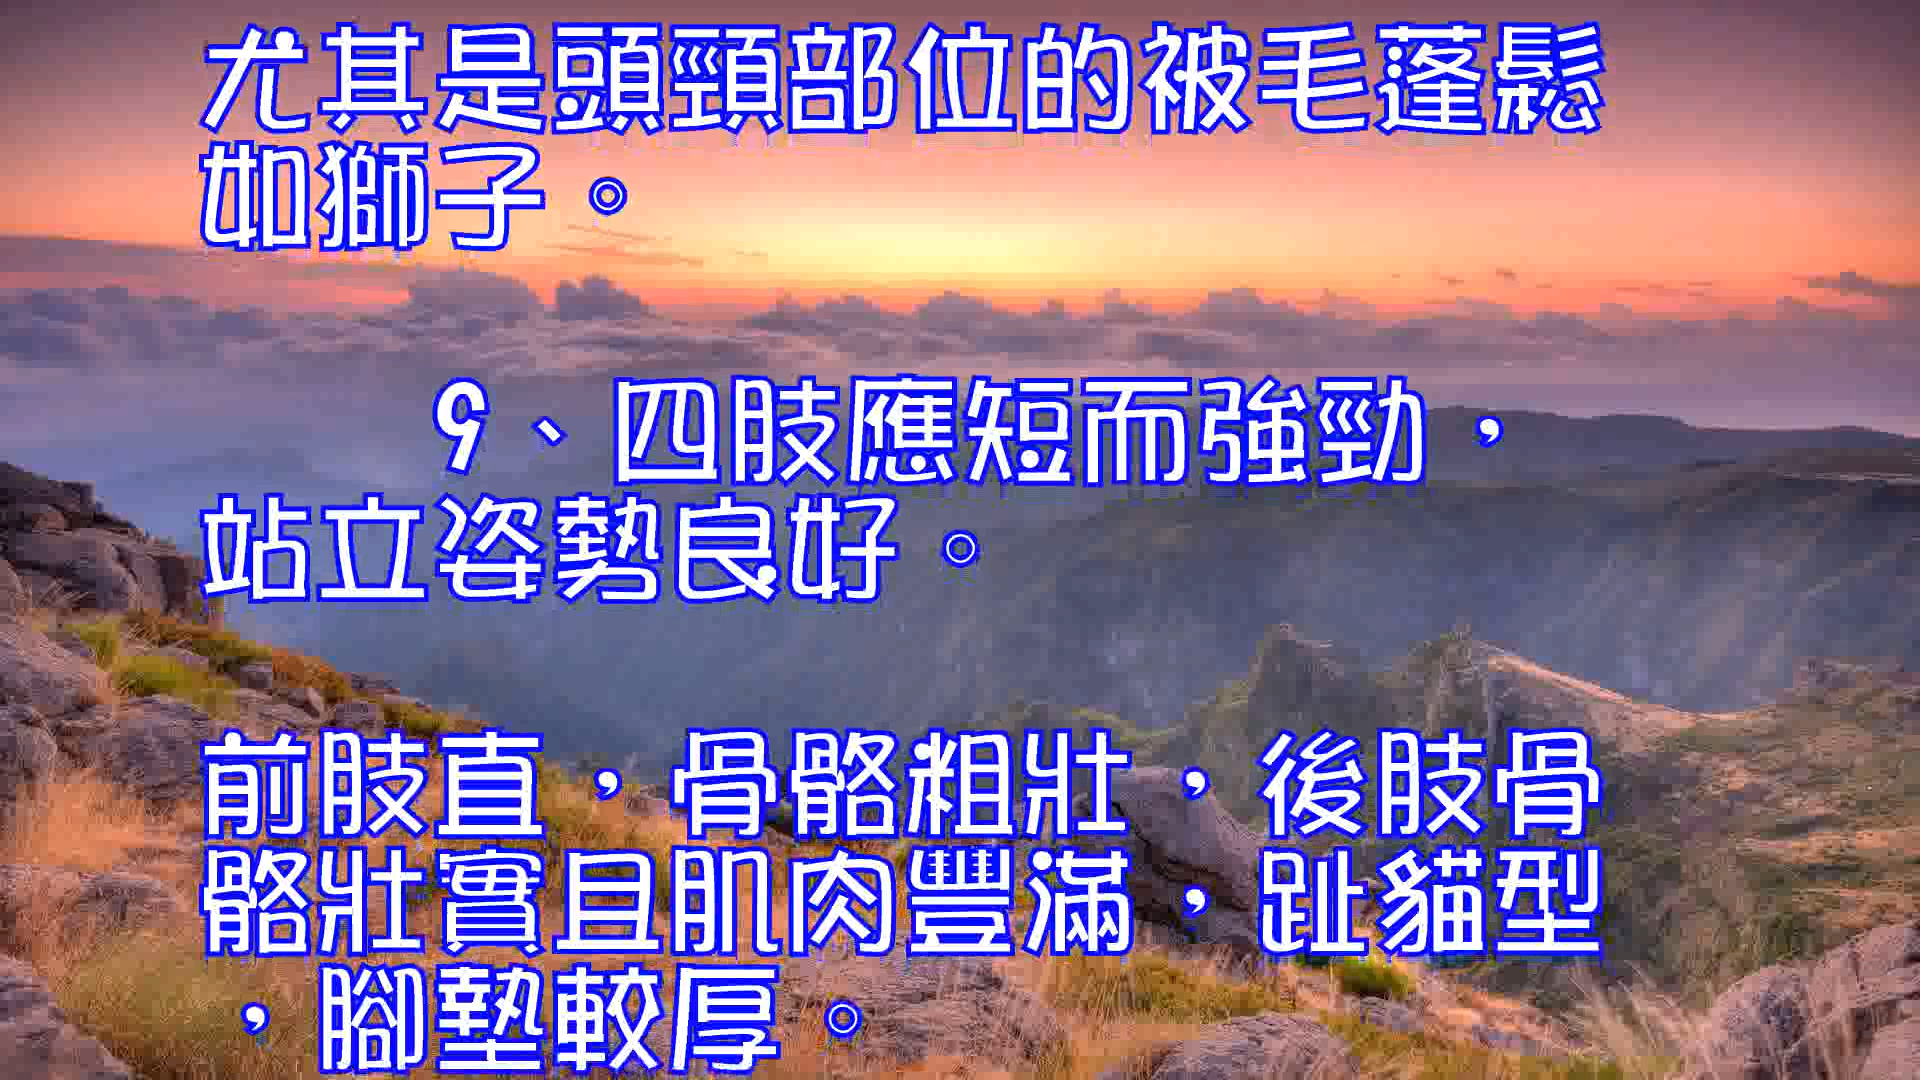 尤其是頭頸部位的被毛蓬鬆
如獅子。
9、四肢應短而強勁，
站立姿勢良好。
前肢直，骨骼粗壯，後肢骨
骼壯實且肌肉豐滿，趾貓型
，腳墊較厚。